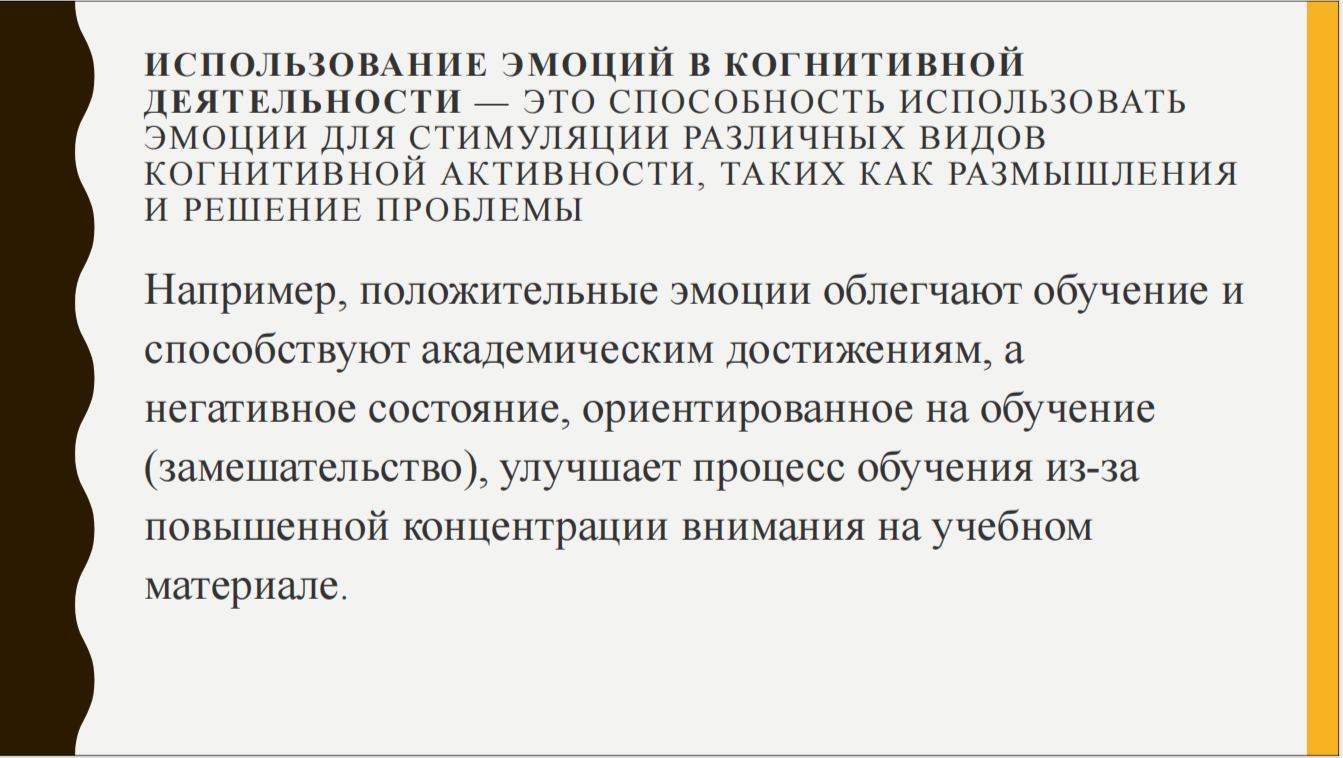 ИСПОЛЬЗОВАНИЕ ЭМОЦИЙ В КОГНИТИВНОЙ
ДЕЯТЕЛЬНОСТИ — ЭТО СПОСОБНОСТЬ ИСПОЛЬЗОВАТЬ
ЭМОЦИИ ДЛЯ СТИМУЛЯЦИИ РАЗЛИЧНЫХ ВИДОВ
КОГНИТИВНОЙ АКТИВНОСТИ, ТАКИХ КАК РАЗМЫШЛЕНИЯ
И РЕШЕНИЕ ПРОБЛЕМЫ
Например, положительные эмоции облегчают обучение и
способствуют академическим достижениям, а
негативное состояние, ориентированное на обучение
(замешательство), улучшает процесс обучения из-за
повышенной концентрации внимания на учебном
материале.